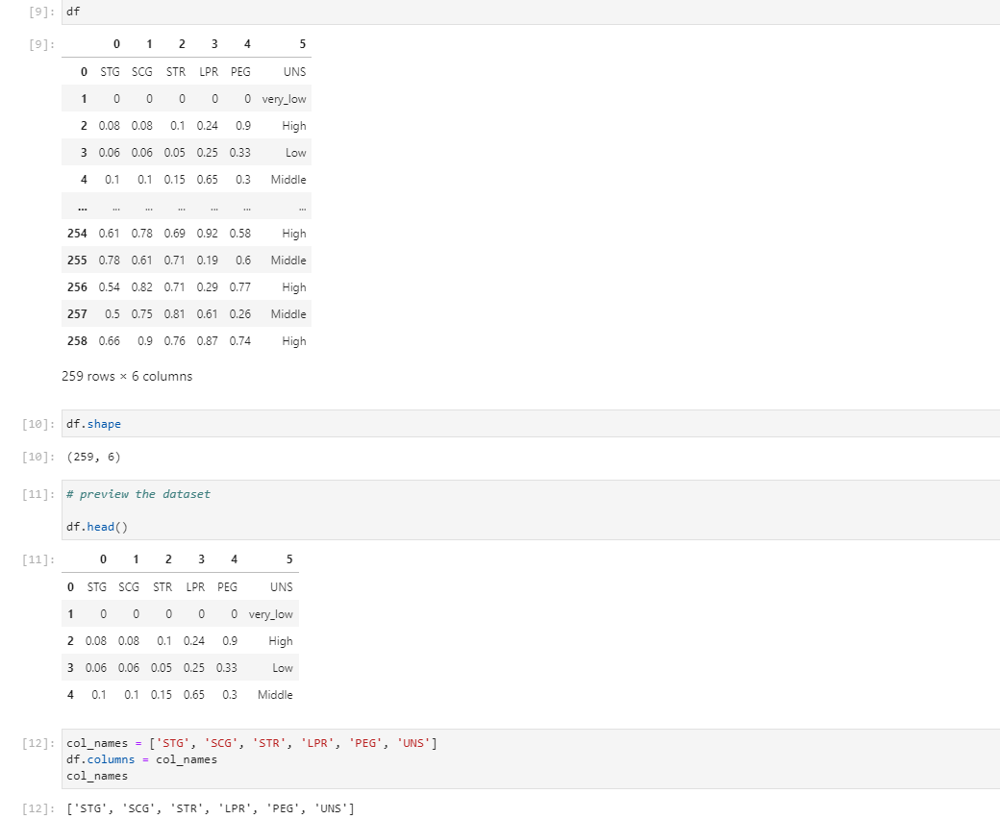 [9]: df
[9]: 0 1 2 3 4 5
0 STG SCG STR LPR PEG UNS
1 0 0 0 0 0 very_low
2 0.08 0.08 0.1 0.24 0.9 High
3 0.06 0.06 0.05 0.25 0.33 Low
4 0.1 0.1 0.15 0.65 0.3 Middle
... ... ... ... ... ... ...
254 0.61 0.78 0.69 0.92 0.58 High
255 0.78 0.61 0.71 0.19 0.6 Middle
256 0.54 0.82 0.71 0.29 0.77 High
257 0.5 0.75 0.81 0.61 0.26 Middle
258 0.66 0.9 0.76 0.87 0.74 High
259 rows × 6 columns
[10]: df.shape
[10]: (259, 6)
[11]: # preview the dataset
df.head()
[11]: 0 1 2 3 4 5
0 STG SCG STR LPR PEG UNS
1 0 0 0 0 0 very_low
2 0.08 0.08 0.1 0.24 0.9 High
3 0.06 0.06 0.05 0.25 0.33 Low
4 0.1 0.1 0.15 0.65 0.3 Middle
[12]: col_names = ['STG', 'SCG', 'STR', 'LPR', 'PEG', 'UNS']
df.columns = col_names
col_names
[12]: ['STG', 'SCG', 'STR', 'LPR', 'PEG', 'UNS']